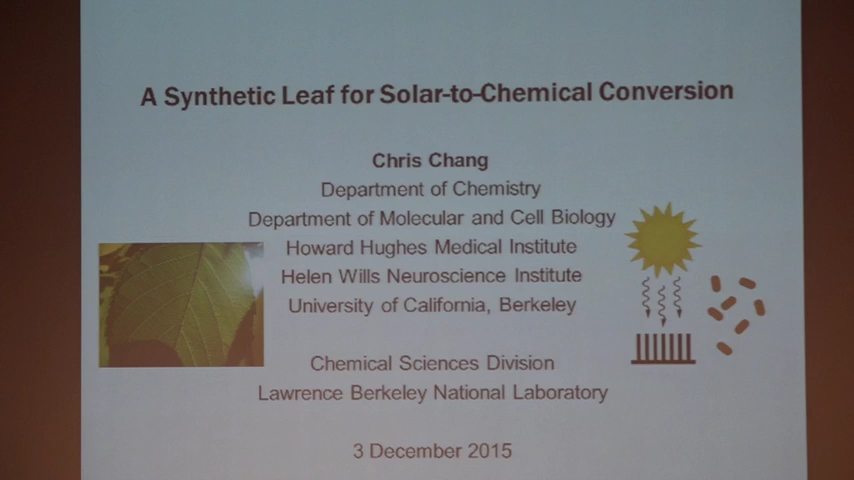 A Synthetic Leaf for Solar-to-Chemical Conversion
Chris Chang
Department of Chemistry
Department of Molecular and Cell Biology
Howard Hughes Medical Institute
Helen Wills Neuroscience Institute
University of California, Berkeley
Chemical Sciences Division
Lawrence Berkeley National Laboratory
3 December 2015